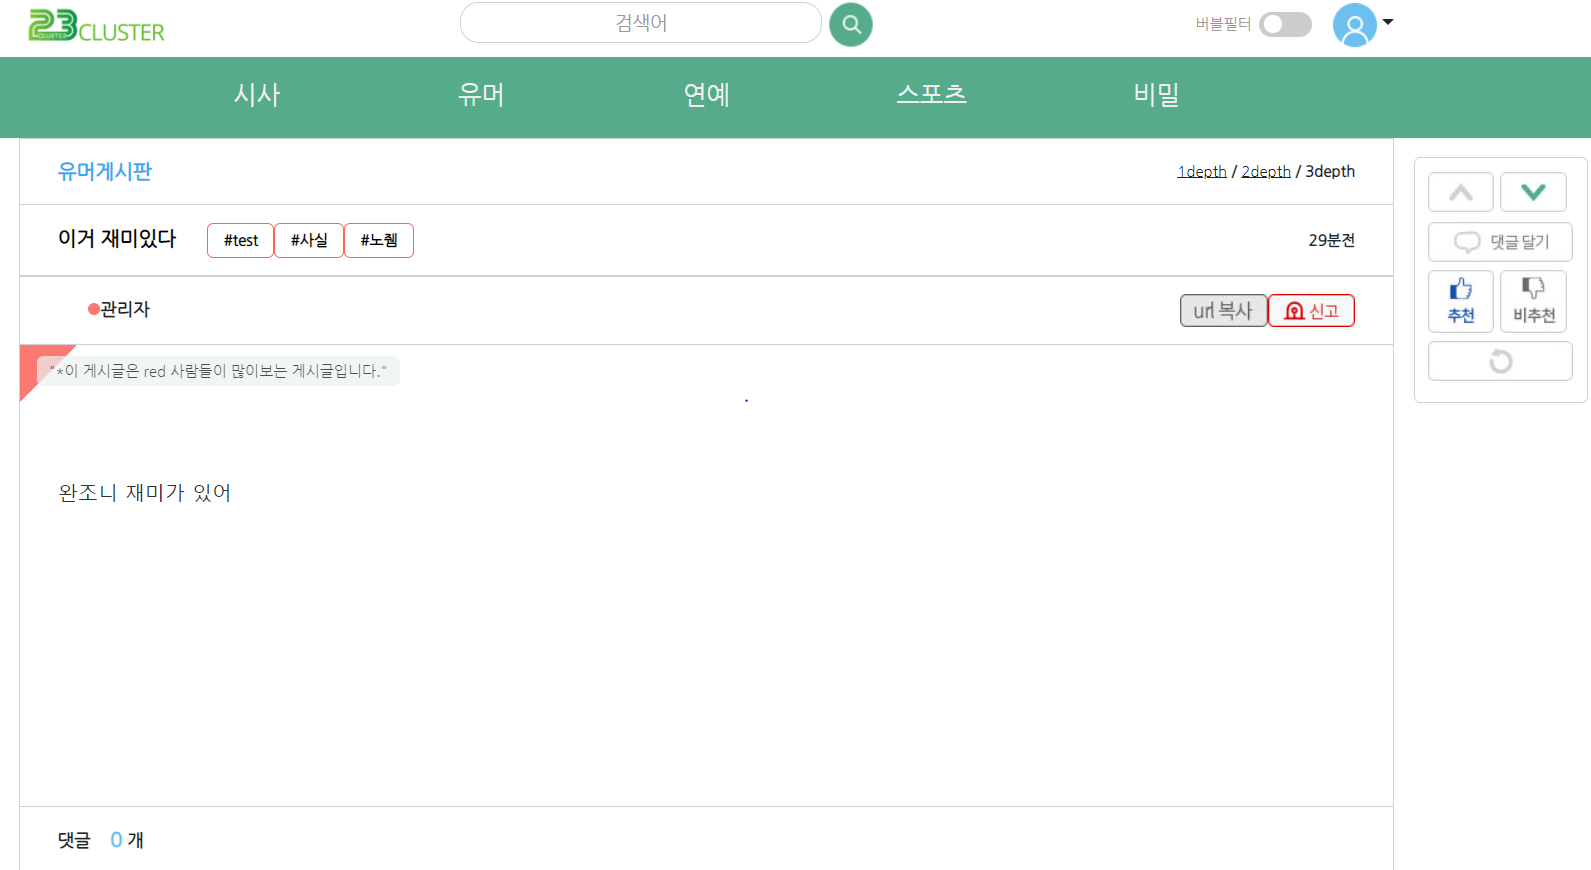 23CLUSTER
검색어
버블필터
시사 유머 연예 스포츠 비밀
유머게시판
1depth / 2depth / 3depth
이거 재미있다 #test #사실 #노췜
29분전
관리자
url 복사 신고
"*이 게시글은 red 사람들이 많이보는 게시글입니다."
완조니 재미가 있어
댓글 0 개
댓글 달기
추천 비추천